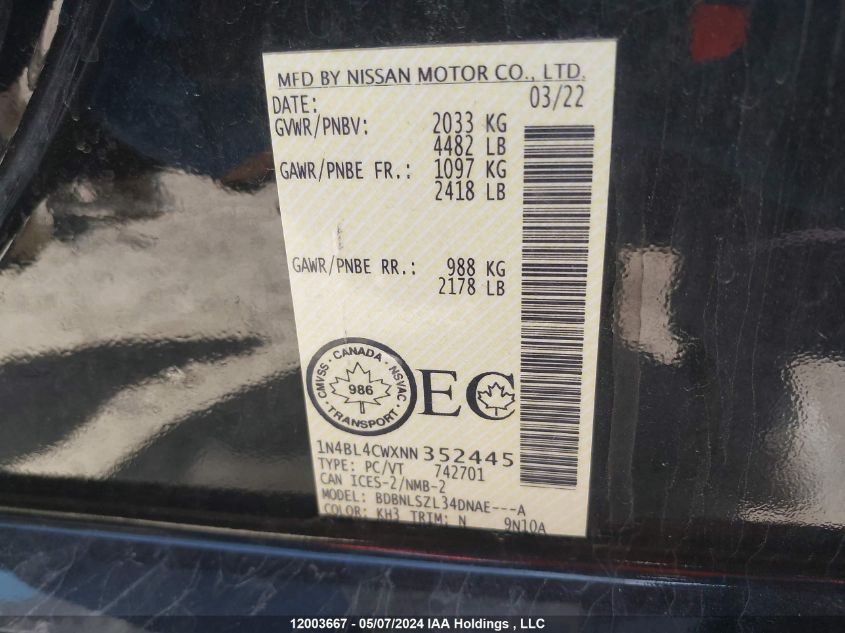 MFD BY NISSAN MOTOR CO., LTD.
DATE: 03/22
GVWR/PNBV: 2033 KG
4482 LB
GAWR/PNBE FR.: 1097 KG
2418 LB
GAWR/PNBE RR.: 988 KG
2178 LB
CANADA
CMVSS NSVAC
986
TRANSPORT
EC
1N4BL4CWXNN352445
TYPE: PC/VT 742701
CAN ICES-2/NMB-2
MODEL: BDBNLSZL34DNAE---A
COLOR: KH3 TRIM: N 9N10A
12003667 - 05/07/2024 IAA Holdings , LLC